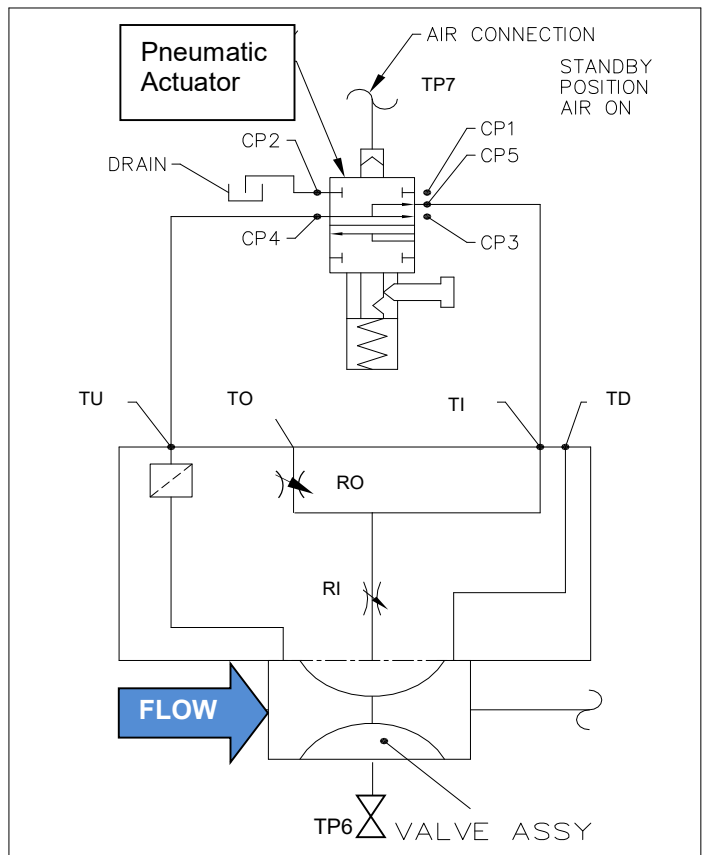 Pneumatic
Actuator
AIR CONNECTION
TP7
STANDBY
POSITION
AIR ON
CP2
CP1
DRAIN
CP5
CP4
CP3
TU
TO
TI
TD
RO
RI
FLOW
TP6
VALVE ASSY